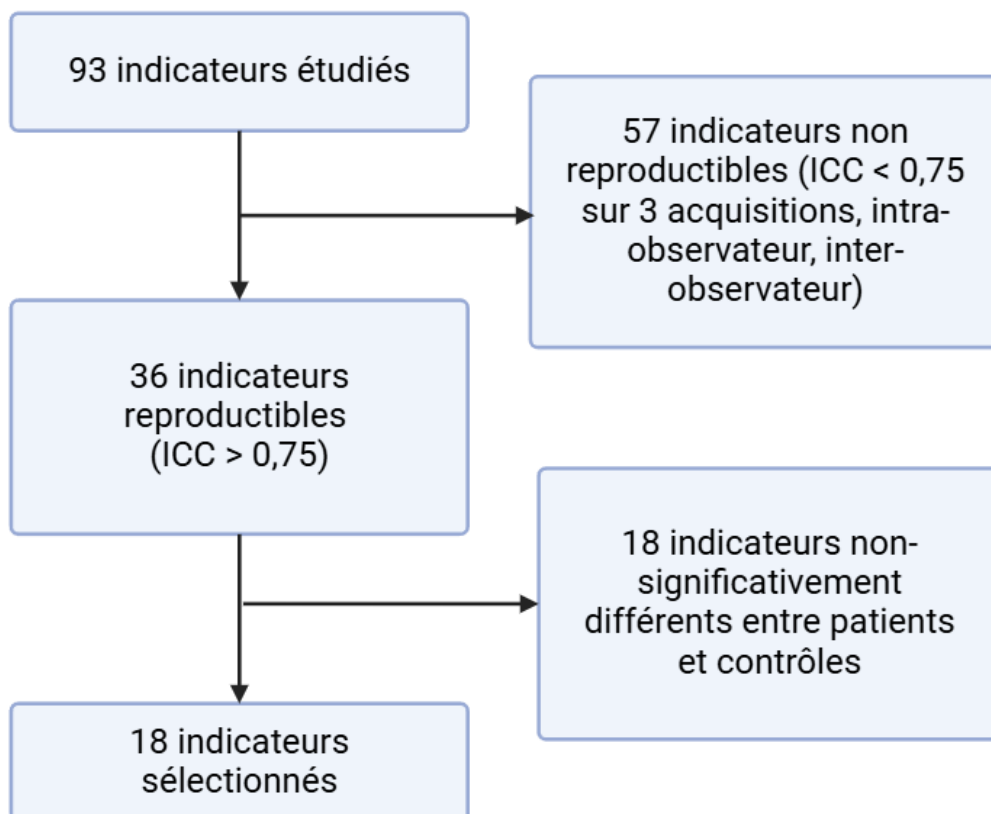 93 indicateurs étudiés
57 indicateurs non
reproductibles (ICC < 0,75
sur 3 acquisitions, intra-
observateur, inter-
observateur)
36 indicateurs
reproductibles
(ICC > 0,75)
18 indicateurs non-
significativement
différents entre patients
et contrôles
18 indicateurs
sélectionnés